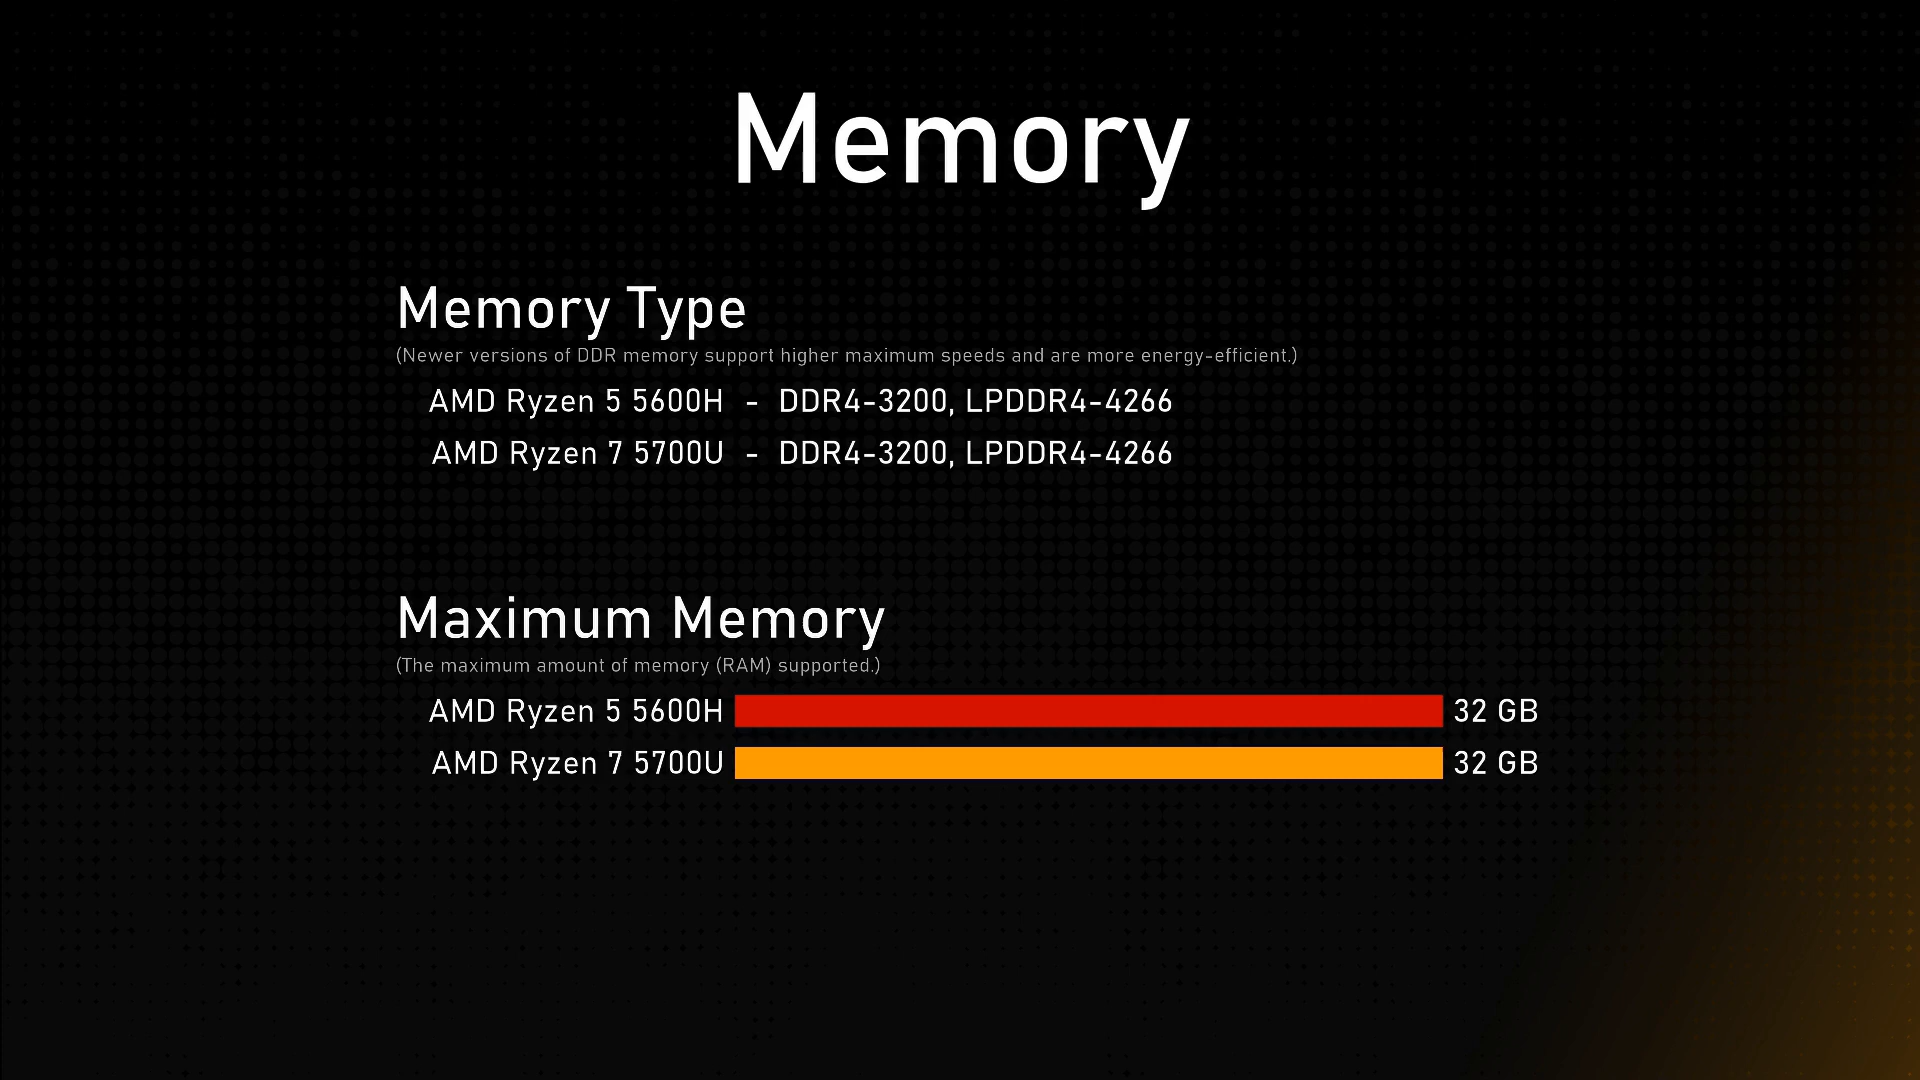 Memory
Memory Type
(Newer versions of DDR memory support higher maximum speeds and are more energy-efficient.)
AMD Ryzen 5 5600H - DDR4-3200, LPDDR4-4266
AMD Ryzen 7 5700U - DDR4-3200, LPDDR4-4266
Maximum Memory
(The maximum amount of memory (RAM) supported.)
AMD Ryzen 5 5600H 32 GB
AMD Ryzen 7 5700U 32 GB